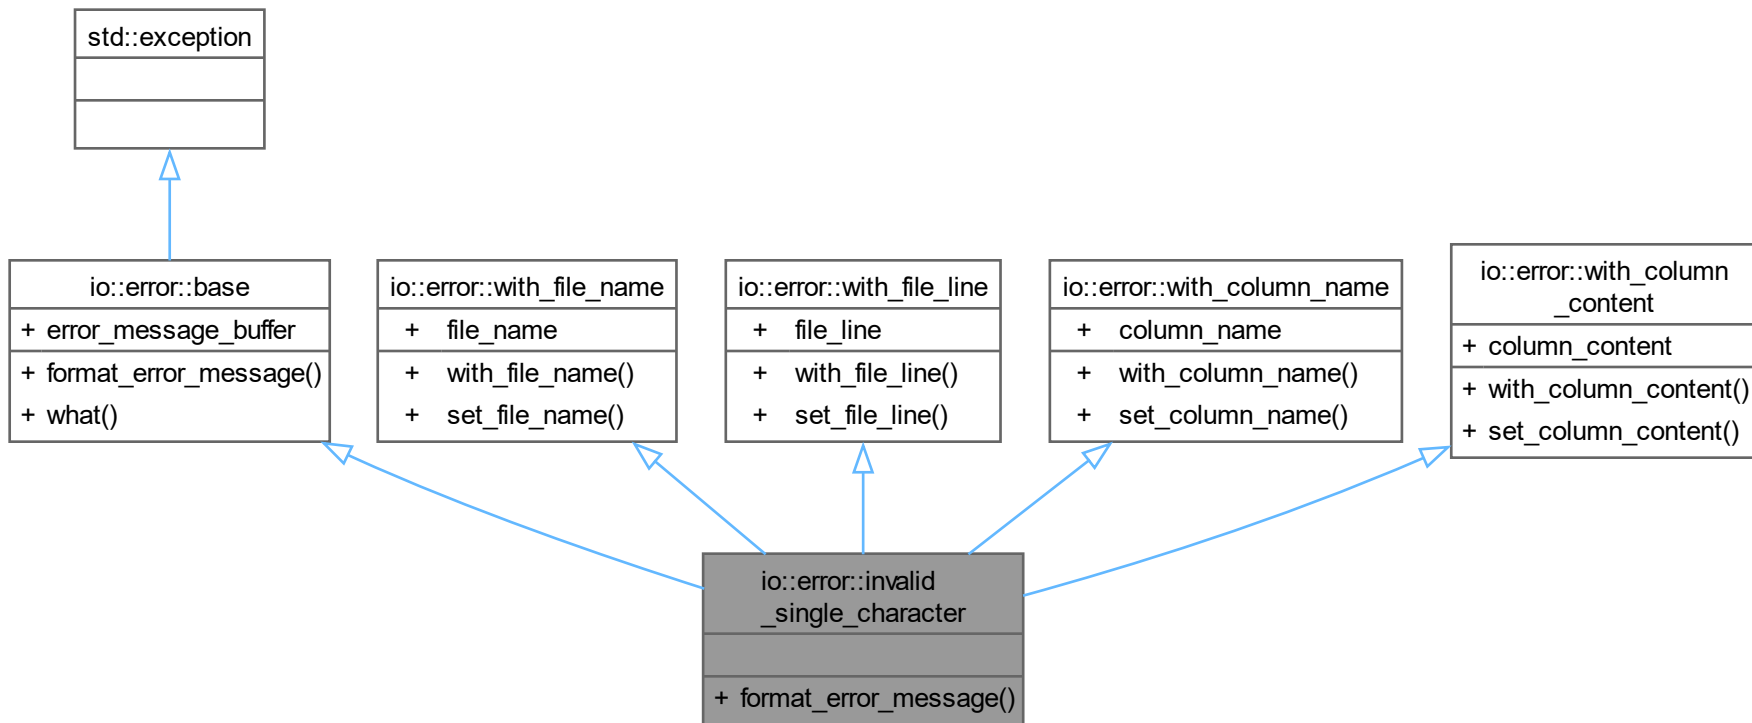 std::exception
io::error::base
+ error_message_buffer
+ format_error_message()
+ what()
io::error::with_file_name
+ file_name
+ with_file_name()
+ set_file_name()
io::error::with_file_line
+ file_line
+ with_file_line()
+ set_file_line()
io::error::with_column_name
+ column_name
+ with_column_name()
+ set_column_name()
io::error::with_column
_content
+ column_content
+ with_column_content()
+ set_column_content()
io::error::invalid
_single_character
+ format_error_message()